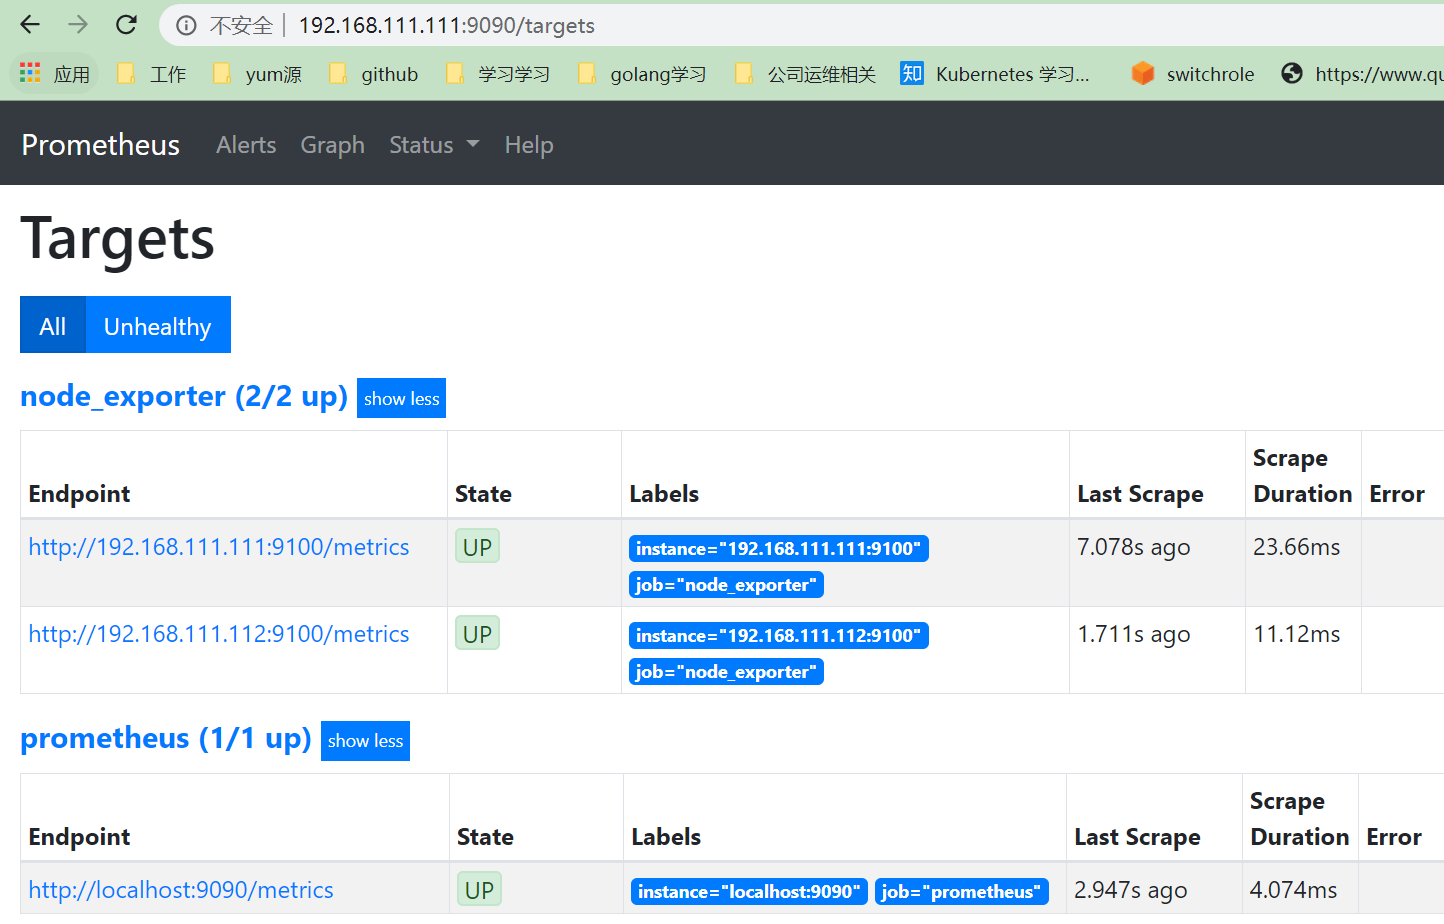 不安全 192.168.111.111:9090/targets
应用 工作 yum源 github 学习学习 golang学习 公司运维相关 知 Kubernetes 学习... switchrole https://www.qu
Prometheus Alerts Graph Status Help
Targets
All Unhealthy
node_exporter (2/2 up) show less
Endpoint State Labels Last Scrape Scrape Duration Error
http://192.168.111.111:9100/metrics UP instance="192.168.111.111:9100" 7.078s ago 23.66ms
job="node_exporter"
http://192.168.111.112:9100/metrics UP instance="192.168.111.112:9100" 1.711s ago 11.12ms
job="node_exporter"
prometheus (1/1 up) show less
Endpoint State Labels Last Scrape Scrape Duration Error
http://localhost:9090/metrics UP instance="localhost:9090" job="prometheus" 2.947s ago 4.074ms